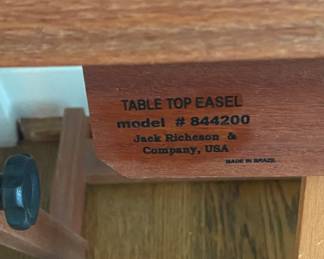 TABLE TOP EASEL
model # 844200
Jack Richeson &
Company, USA
MADE IN BRAZIL